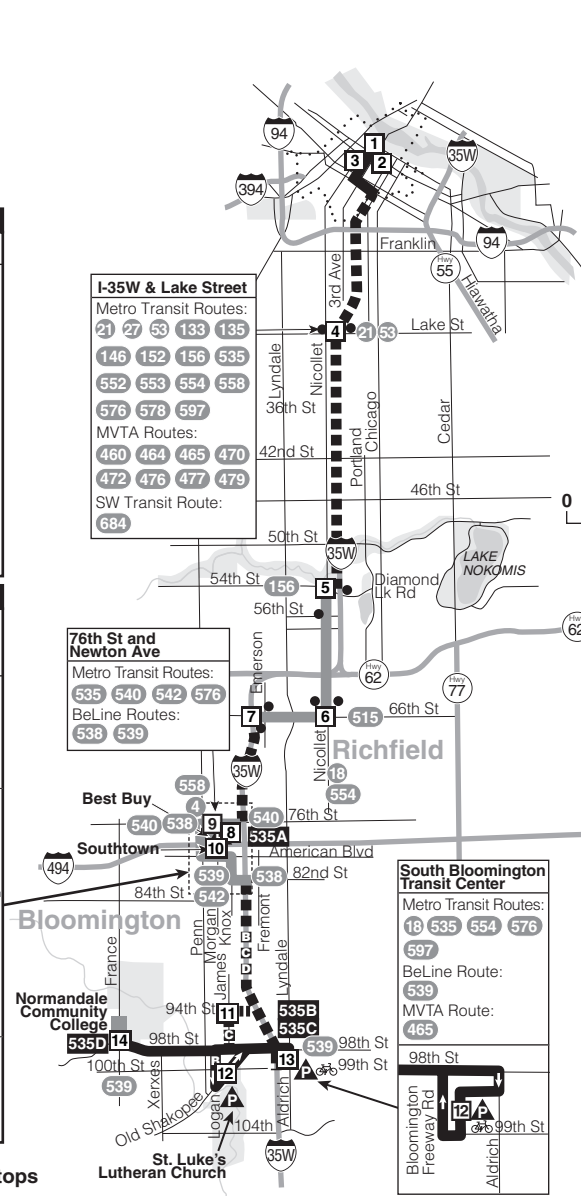 94
35W
394
1
3
2
Franklin
94
Hwy
55
Hiawatha
3rd Ave
I-35W & Lake Street
Metro Transit Routes:
21 27 53 133 135
146 152 156 535
552 553 554 558
576 578 597
MVTA Routes:
460 464 465 470
472 476 477 479
SW Transit Route:
684
4
21 53
Lake St
Lyndale
Nicollet
36th St
Portland
Chicago
Cedar
42nd St
46th St
0
50th St
35W
LAKE
NOKOMIS
54th St
156
5
Diamond
Lk Rd
56th St
62
76th St and
Newton Ave
Metro Transit Routes:
535 540 542 576
BeLine Routes:
538 539
Emerson
Hwy
62
Hwy
77
7
6
515
66th St
Nicollet
Richfield
35W
18
554
558
4
Best Buy
540
538
9
8
540
76th St
535A
Southtown
10
American Blvd
494
539
538
82nd St
84th St
542
Bloomington
France
Penn
Morgan
James
Knox
Fremont
Lyndale
B
C
D
South Bloomington
Transit Center
Metro Transit Routes:
18 535 554 576
597
BeLine Route:
539
MVTA Route:
465
Normandale
Community
College
94th St
11
535B
535C
C
535D
14
98th St
13
539
98th St
100th St
12
P
99th St
539
Xerxes
Old Shakopee
Logan
P
Aldrich
104th
St. Luke's
Lutheran Church
35W
98th St
Bloomington
Freeway Rd
12
P
99th St
Aldrich
tops